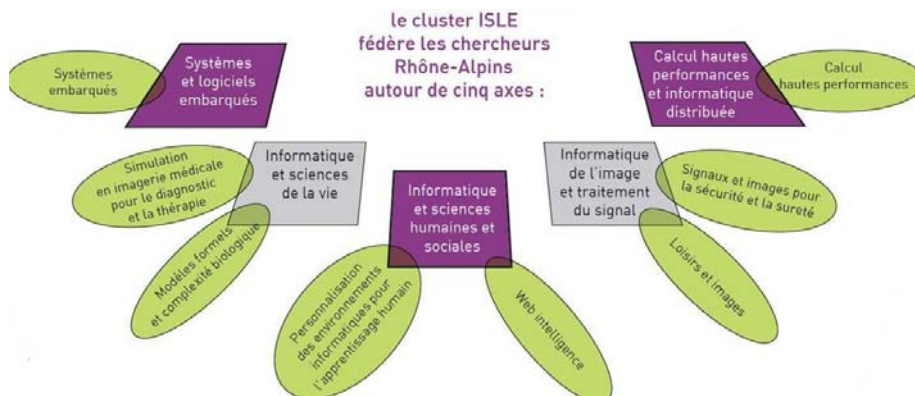 le cluster ISLE
fédère les chercheurs
Rhône-Alpins
autour de cinq axes :
Systèmes
embarqués
Systèmes
et logiciels
embarqués
Calcul hautes
performances
et informatique
distribuée
Calcul
hautes performances
Simulation
en imagerie médicale
pour le diagnostic
et la thérapie
Informatique
et sciences
de la vie
Modèles formels
et complexité biologique
Informatique
et sciences
humaines et
sociales
Personnalisation
des environnements
informatiques pour
l'apprentissage humain
Web intelligence
Informatique
de l'image
et traitement
du signal
Signaux et images pour
la sécurité et la sureté
Loisirs et images